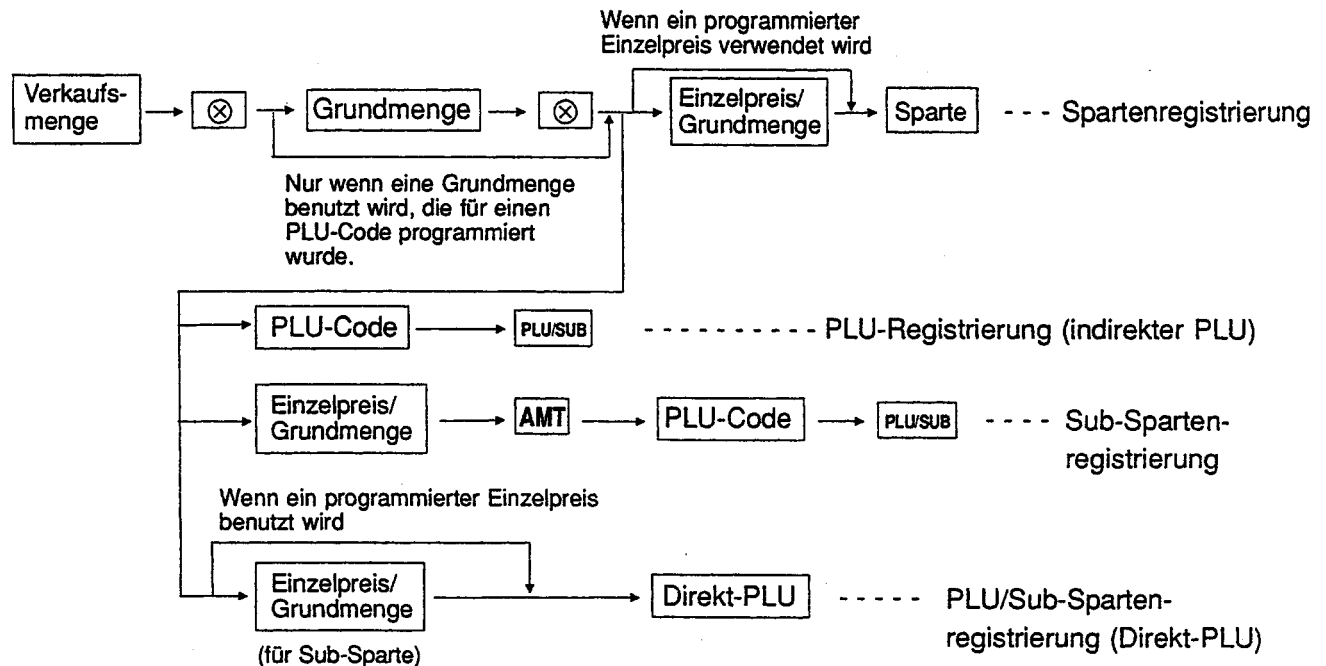 Wenn ein programmierter
Einzelpreis verwendet wird
Verkaufs-
menge
⊗
Grundmenge
⊗
Einzelpreis/
Grundmenge
Sparte
- - - Spartenregistrierung
Nur wenn eine Grundmenge
benutzt wird, die für einen
PLU-Code programmiert
wurde.
PLU-Code
PLU/SUB
- - - - - - - - - PLU-Registrierung (indirekter PLU)
Einzelpreis/
Grundmenge
AMT
PLU-Code
PLU/SUB
- - - - Sub-Sparten-
registrierung
Wenn ein programmierter Einzelpreis
benutzt wird
Einzelpreis/
Grundmenge
(für Sub-Sparte)
Direkt-PLU
- - - - - PLU/Sub-Sparten-
registrierung (Direkt-PLU)